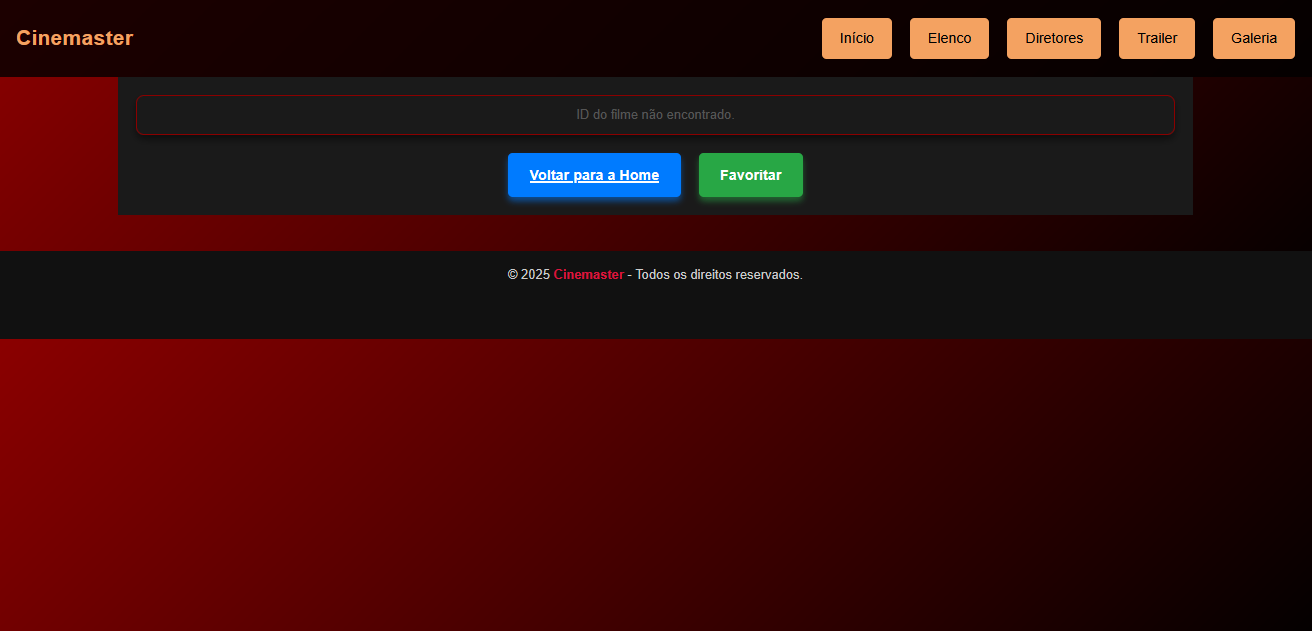 Cinemaster
Início
Elenco
Diretores
Trailer
Galeria
ID do filme não encontrado.
Voltar para a Home
Favoritar
© 2025 Cinemaster - Todos os direitos reservados.